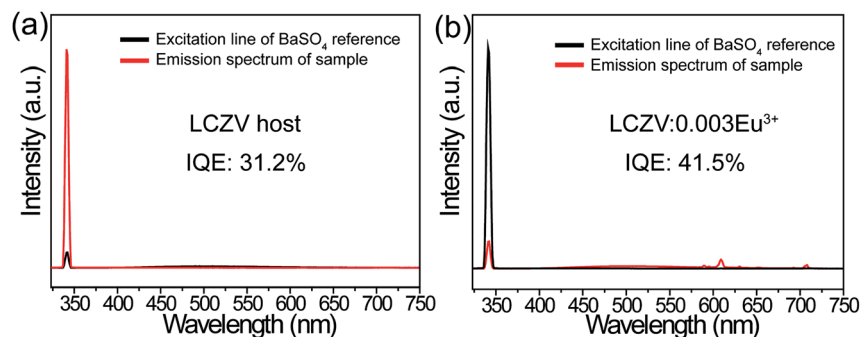 (a)
Excitation line of BaSO₄ reference
Emission spectrum of sample
LCZV host
IQE: 31.2%
Intensity (a.u.)
350 400 450 500 550 600 650 700 750
Wavelength (nm)
(b)
Excitation line of BaSO₄ reference
Emission spectrum of sample
LCZV:0.003Eu³⁺
IQE: 41.5%
Intensity (a.u.)
350 400 450 500 550 600 650 700 750
Wavelength (nm)